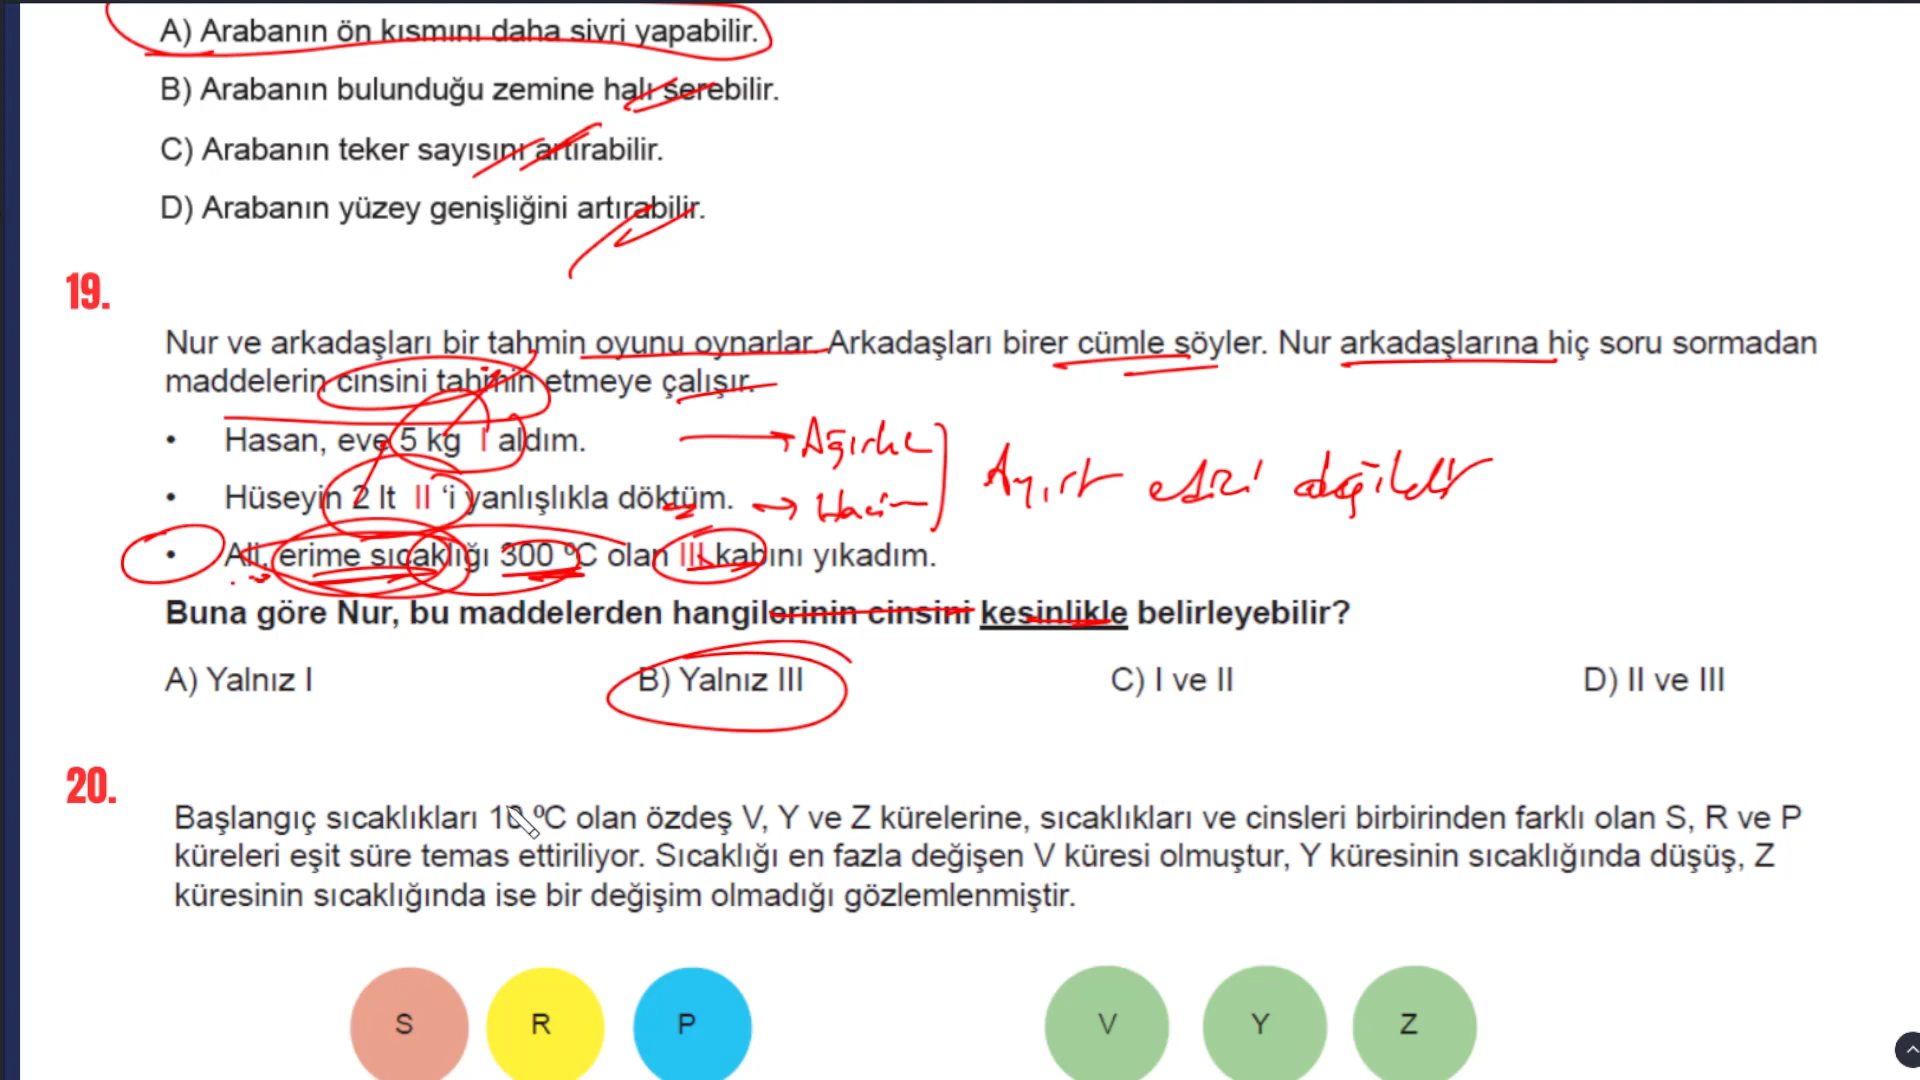 A) Arabanın ön kısmını daha sivri yapabilir.
B) Arabanın bulunduğu zemine halı serebilir.
C) Arabanın teker sayısını artırabilir.
D) Arabanın yüzey genişliğini artırabilir.
19.
Nur ve arkadaşları bir tahmin oyunu oynarlar. Arkadaşları birer cümle söyler. Nur arkadaşlarına hiç soru sormadan
maddelerin cinsini tahmin etmeye çalışır.
• Hasan, eve 5 kg I aldım. Ağırlık
• Hüseyin 2 lt II 'i yanlışlıkla döktüm. Hacim
Ayırt edici değildir
• Ali, erime sıcaklığı 300 ºC olan III kabını yıkadım.
Buna göre Nur, bu maddelerden hangilerinin cinsini kesinlikle belirleyebilir?
A) Yalnız I B) Yalnız III C) I ve II D) II ve III
20.
Başlangıç sıcaklıkları 10 ºC olan özdeş V, Y ve Z kürelerine, sıcaklıkları ve cinsleri birbirinden farklı olan S, R ve P
küreleri eşit süre temas ettiriliyor. Sıcaklığı en fazla değişen V küresi olmuştur, Y küresinin sıcaklığında düşüş, Z
küresinin sıcaklığında ise bir değişim olmadığı gözlemlenmiştir.
S R P V Y Z